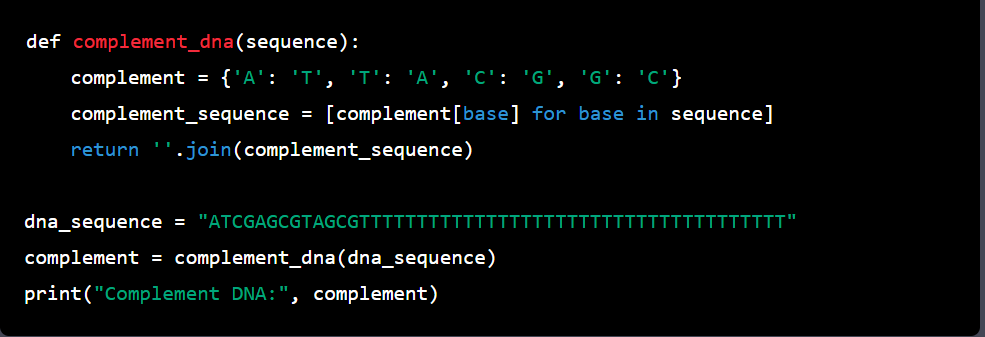 def complement_dna(sequence):
complement = {'A': 'T', 'T': 'A', 'C': 'G', 'G': 'C'}
complement_sequence = [complement[base] for base in sequence]
return ''.join(complement_sequence)
dna_sequence = "ATCGAGCGTAGCGTTTTTTTTTTTTTTTTTTTTTTTTTTTTTTTTTTTTT"
complement = complement_dna(dna_sequence)
print("Complement DNA:", complement)